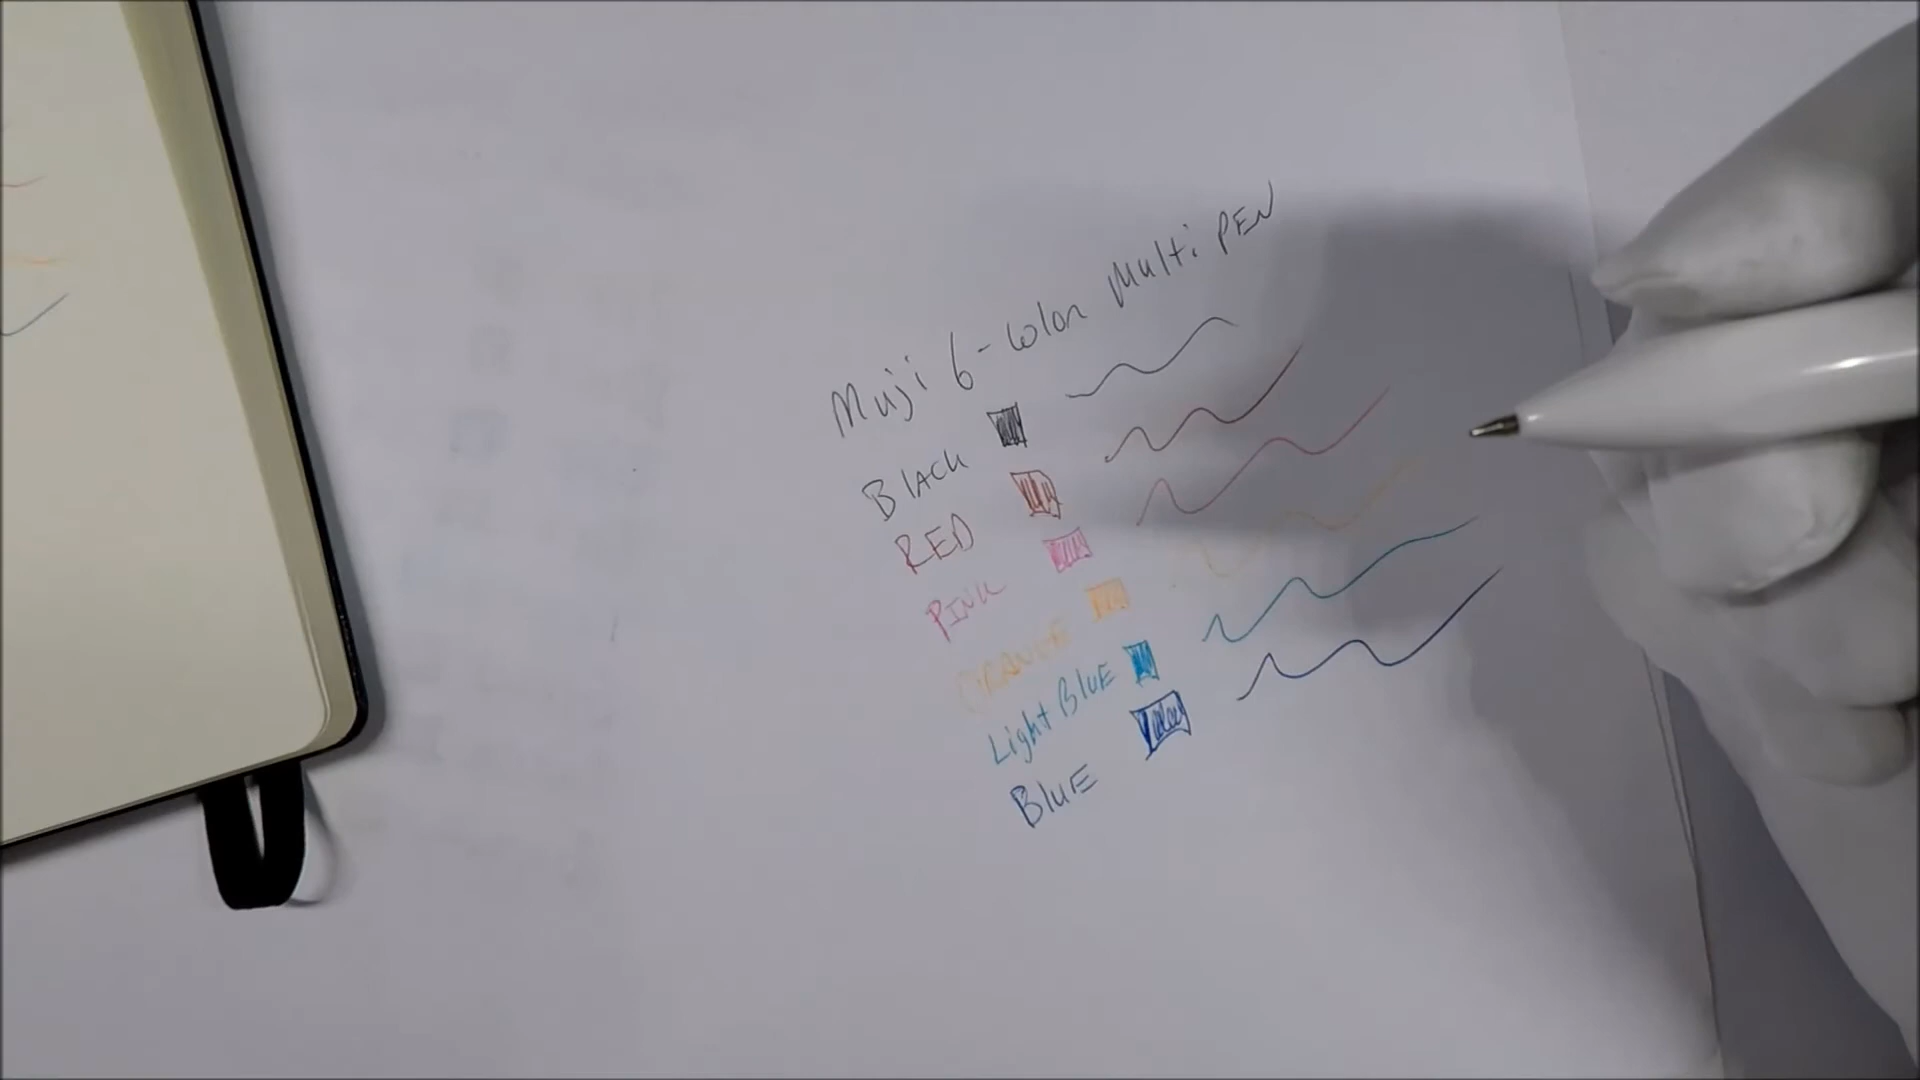 Muji 6-Color Multi PEN
BLACK
RED
PINK
ORANGE
Light BLUE
BLUE